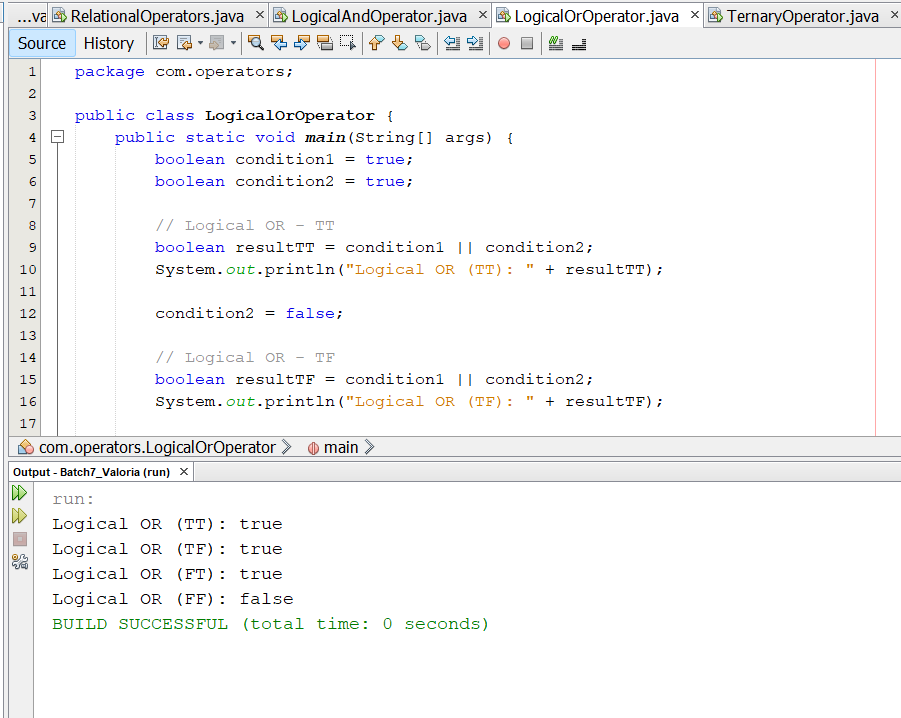 ...va RelationalOperators.java LogicalAndOperator.java LogicalOrOperator.java TernaryOperator.java
Source History
1 package com.operators;
2
3 public class LogicalOrOperator {
4 public static void main(String[] args) {
5 boolean condition1 = true;
6 boolean condition2 = true;
7
8 // Logical OR - TT
9 boolean resultTT = condition1 || condition2;
10 System.out.println("Logical OR (TT): " + resultTT);
11
12 condition2 = false;
13
14 // Logical OR - TF
15 boolean resultTF = condition1 || condition2;
16 System.out.println("Logical OR (TF): " + resultTF);
17
com.operators.LogicalOrOperator main
Output - Batch7_Valoria (run)
run:
Logical OR (TT): true
Logical OR (TF): true
Logical OR (FT): true
Logical OR (FF): false
BUILD SUCCESSFUL (total time: 0 seconds)